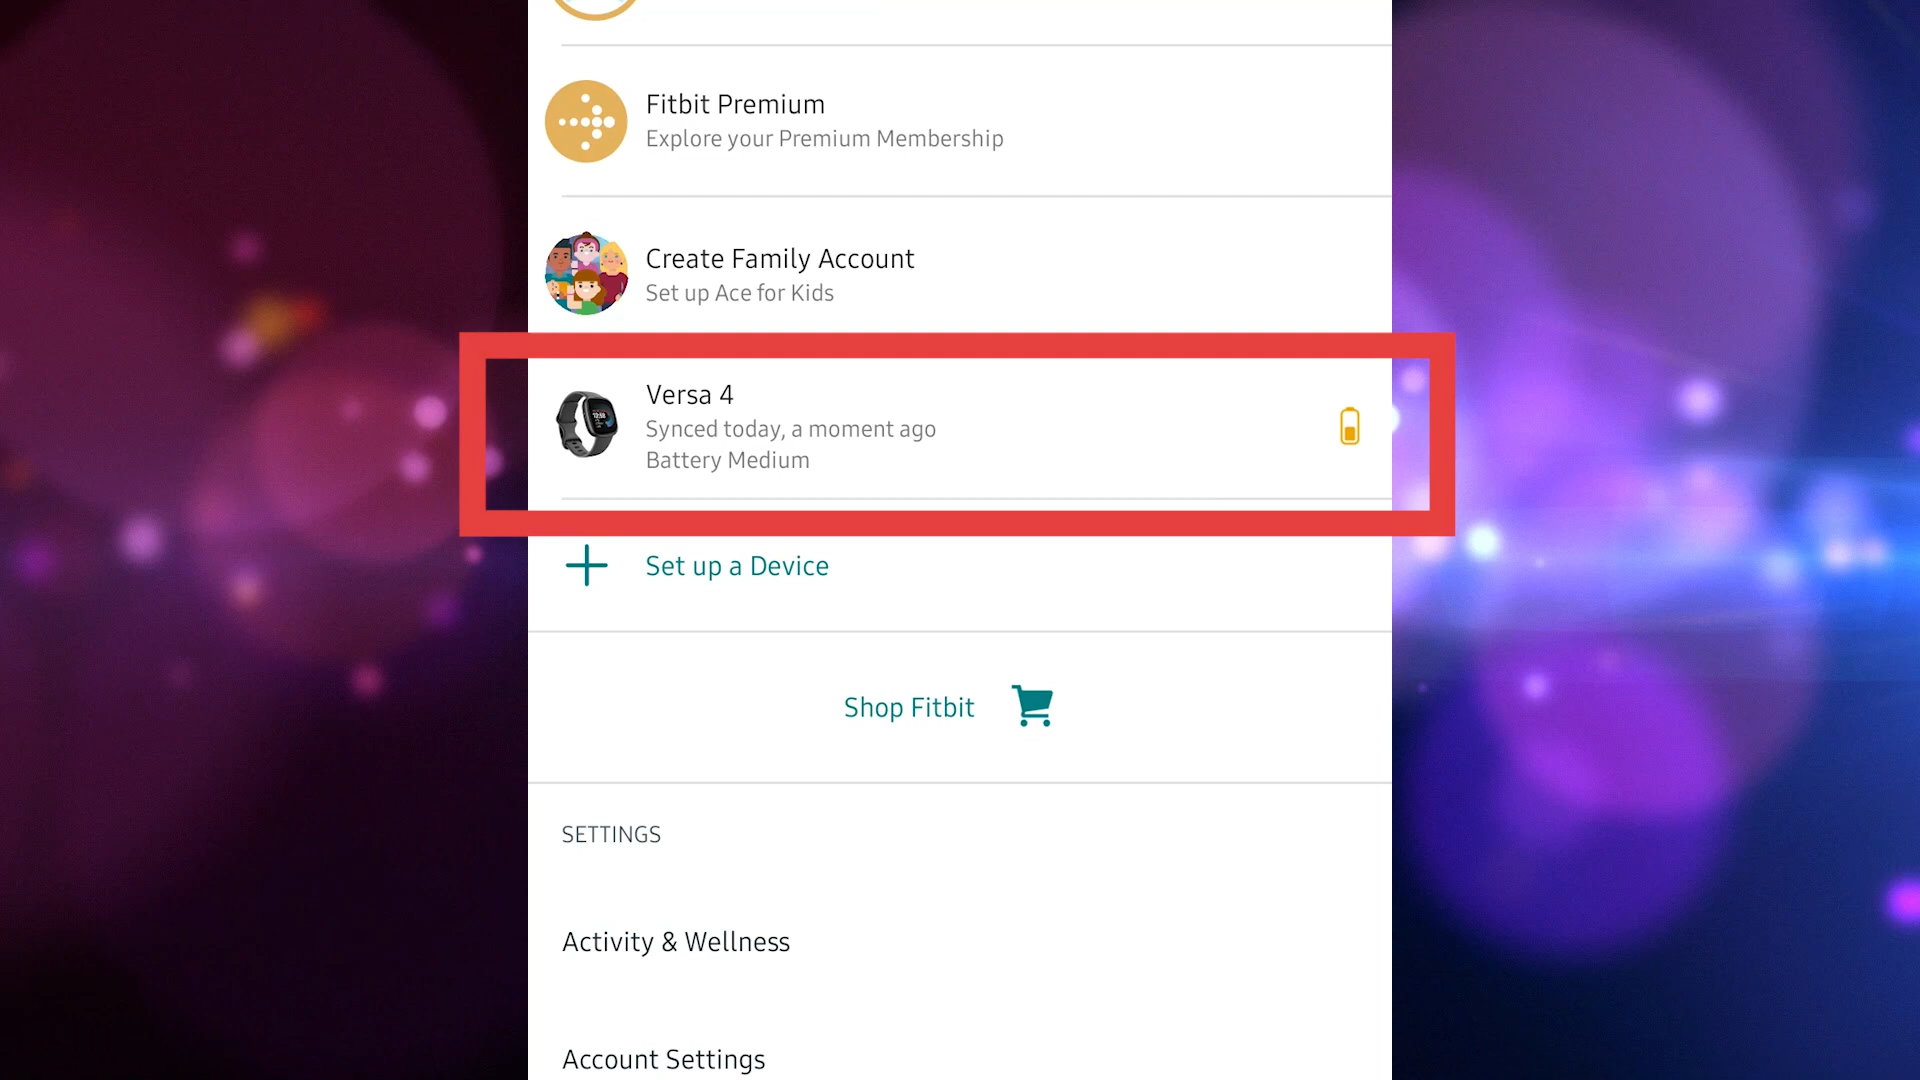 Fitbit Premium
Explore your Premium Membership
Create Family Account
Set up Ace for Kids
Versa 4
Synced today, a moment ago
Battery Medium
Set up a Device
Shop Fitbit
SETTINGS
Activity & Wellness
Account Settings